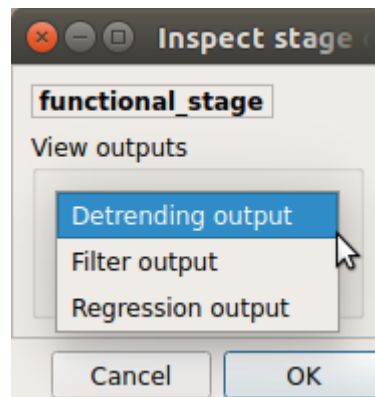 Inspect stage
functional_stage
View outputs
Detrending output
Filter output
Regression output
Cancel OK